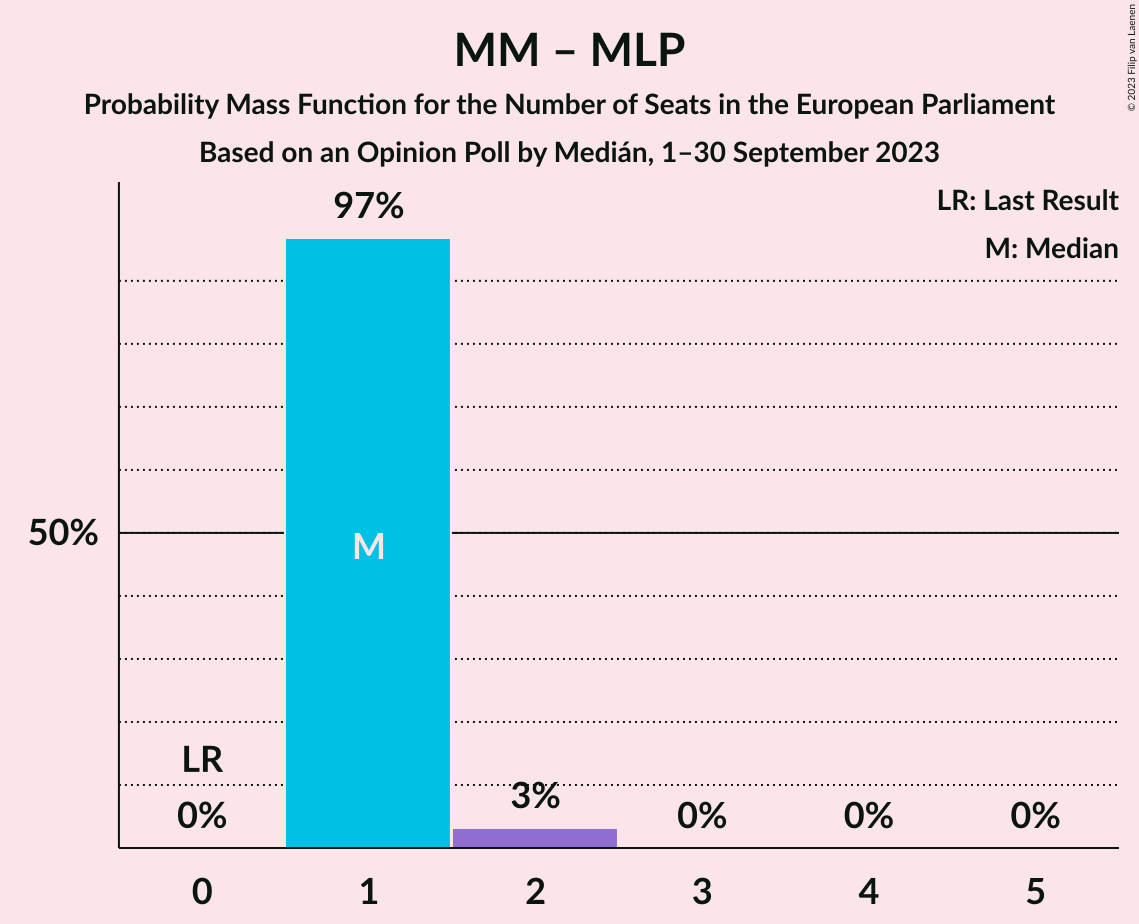 MM – MLP
Probability Mass Function for the Number of Seats in the European Parliament
Based on an Opinion Poll by Medián, 1–30 September 2023
© 2023 Filip van Laenen
LR: Last Result
M: Median
97%
50%
M
LR
0%
3%
0%
0%
0%
0 1 2 3 4 5